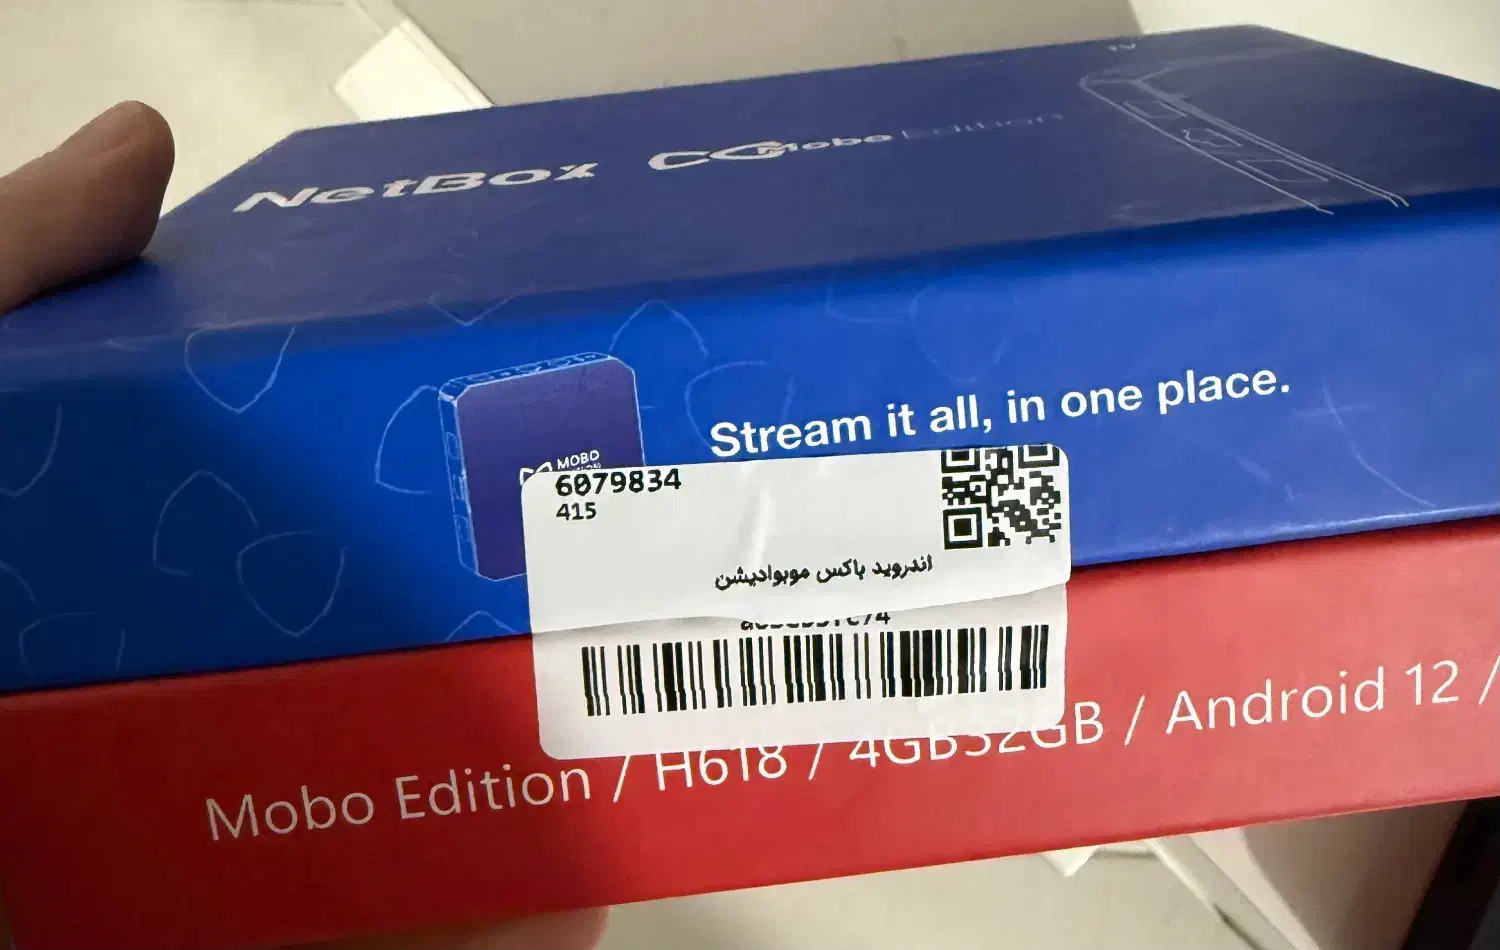 NetBox Mobo Edition
Stream it all, in one place.
MOBO
6079834
415
اندروید باکس موبوادیشن
Mobo Edition / H618 / 4GB32GB / Android 12 /